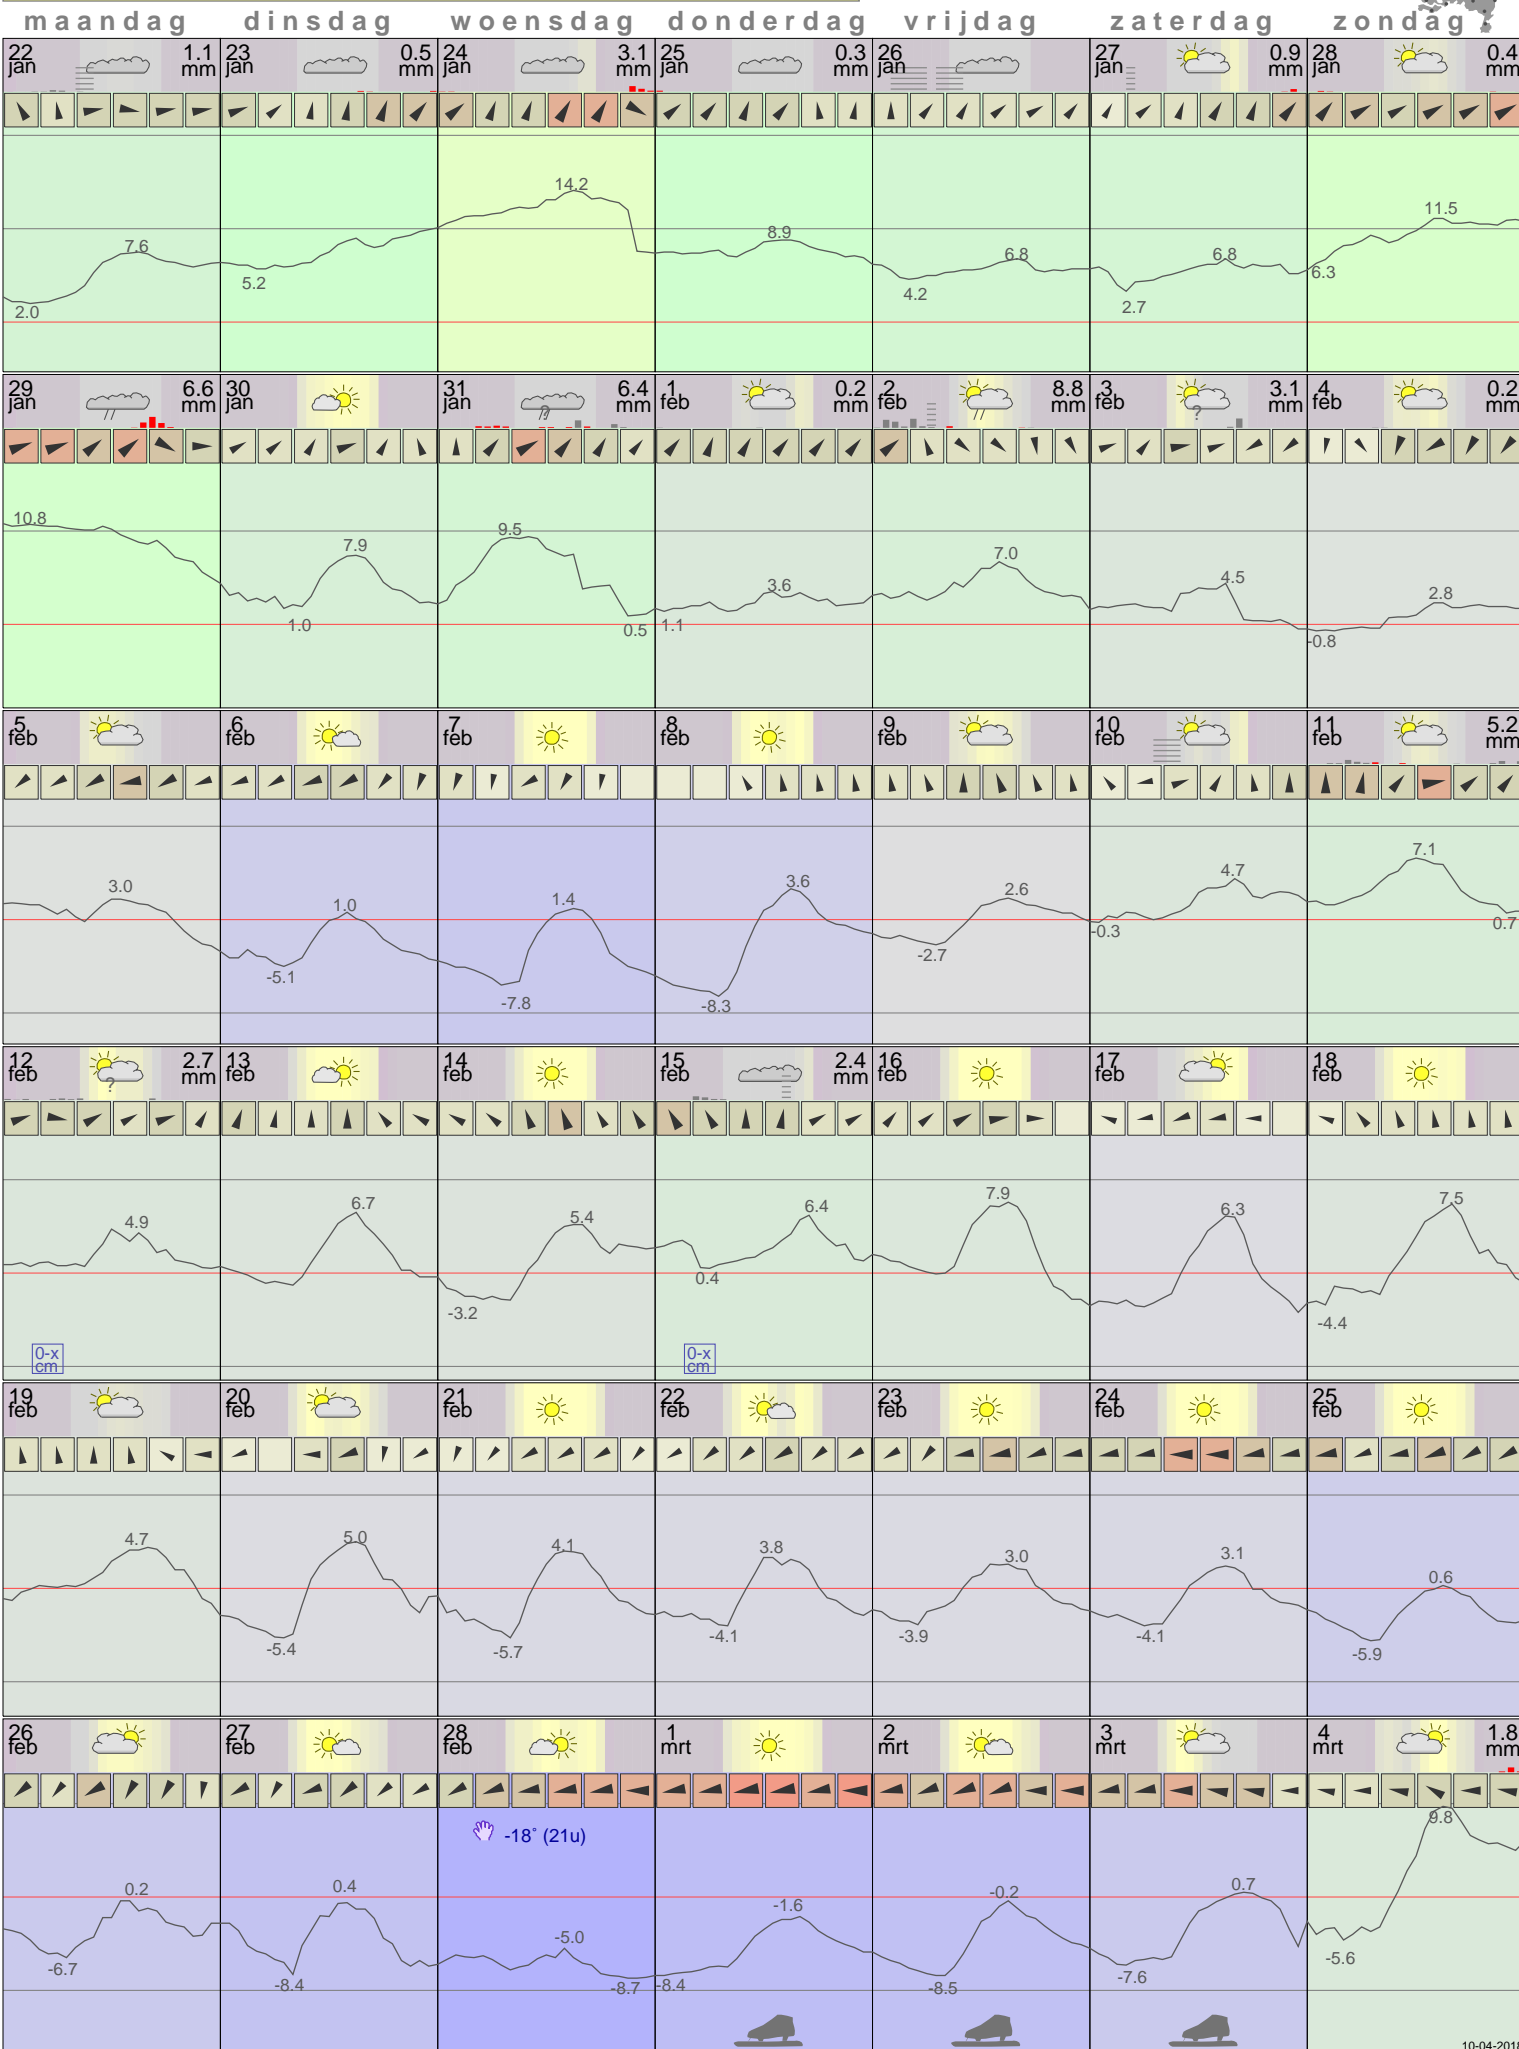 maandag dinsdag woensdag donderdag vrijdag zaterdag zondag
22 jan 1.1 mm 23 jan 0.5 mm 24 jan 3.1 mm 25 jan 0.3 mm 26 jan 27 jan 0.9 mm 28 jan 0.4 mm
2.0 7.6 5.2 14.2 8.9 4.2 6.8 2.7 6.8 6.3 11.5
29 jan 6.6 mm 30 jan 31 jan ? 6.4 mm 1 feb 0.2 mm 2 feb 8.8 mm 3 feb ? 3.1 mm 4 feb 0.2 mm
10.8 1.0 7.9 9.5 0.5 1.1 3.6 7.0 4.5 -0.8 2.8
5 feb 6 feb 7 feb 8 feb 9 feb 10 feb 11 feb 5.2 mm
3.0 -5.1 1.0 -7.8 1.4 -8.3 3.6 -2.7 2.6 -0.3 4.7 7.1 0.7
12 feb ? 2.7 mm 13 feb 14 feb 15 feb 2.4 mm 16 feb 17 feb 18 feb
4.9 6.7 -3.2 5.4 0.4 6.4 7.9 6.3 -4.4 7.5
0-x cm 0-x cm
19 feb 20 feb 21 feb 22 feb 23 feb 24 feb 25 feb
4.7 -5.4 5.0 -5.7 4.1 -4.1 3.8 -3.9 3.0 -4.1 3.1 -5.9 0.6
26 feb 27 feb 28 feb 1 mrt 2 mrt 3 mrt 4 mrt 1.8 mm
-18° (21u)
-6.7 0.2 -8.4 0.4 -5.0 -8.7 -8.4 -1.6 -8.5 -0.2 -7.6 0.7 -5.6 9.8
10-04-2018